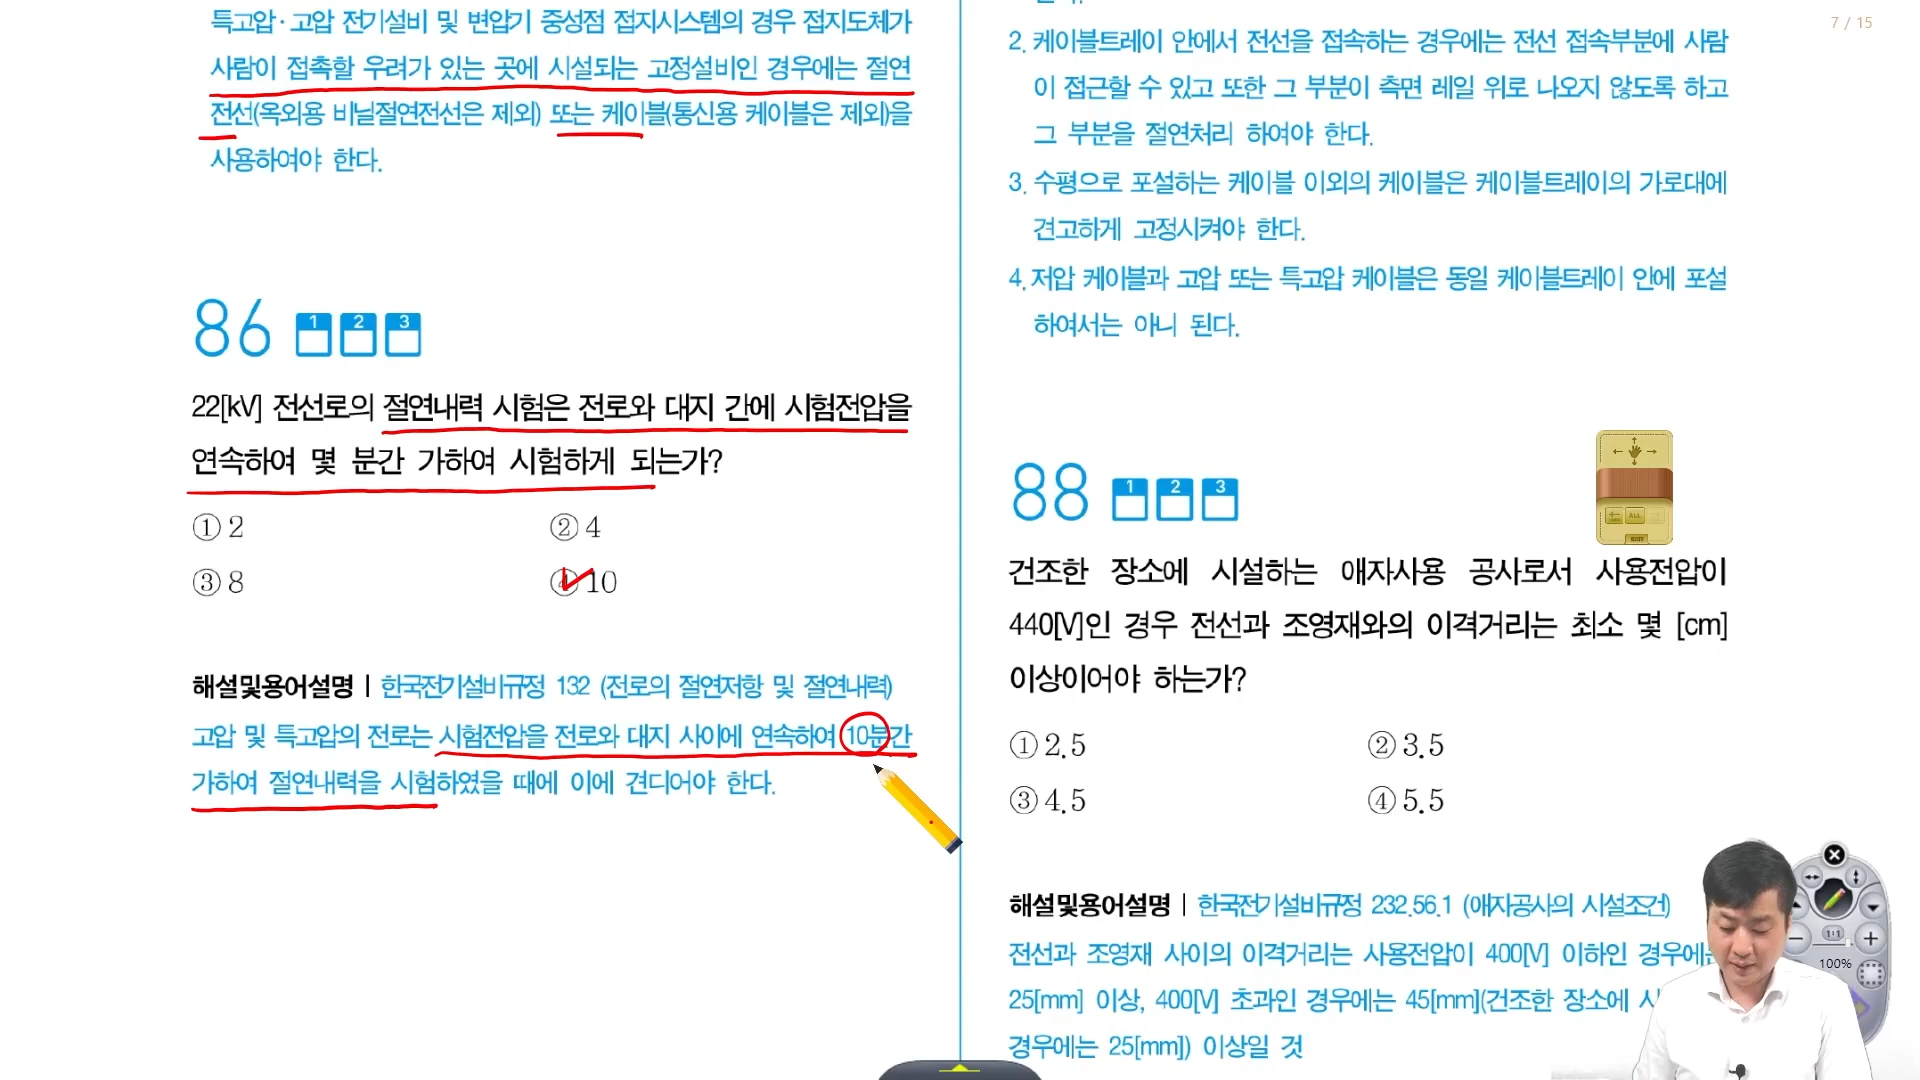 특고압·고압 전기설비 및 변압기 중성점 접지시스템의 경우 접지도체가
사람이 접촉할 우려가 있는 곳에 시설되는 고정설비인 경우에는 절연
전선(옥외용 비닐절연전선은 제외) 또는 케이블(통신용 케이블은 제외)을
사용하여야 한다.
86 1 2 3
22[kV] 전선로의 절연내력 시험은 전로와 대지 간에 시험전압을
연속하여 몇 분간 가하여 시험하게 되는가?
① 2 ② 4
③ 8 ④ 10
해설및용어설명 | 한국전기설비규정 132 (전로의 절연저항 및 절연내력)
고압 및 특고압의 전로는 시험전압을 전로와 대지 사이에 연속하여 10분간
가하여 절연내력을 시험하였을 때에 이에 견디어야 한다.
7 / 15
2. 케이블트레이 안에서 전선을 접속하는 경우에는 전선 접속부분에 사람
이 접근할 수 있고 또한 그 부분이 측면 레일 위로 나오지 않도록 하고
그 부분을 절연처리 하여야 한다.
3. 수평으로 포설하는 케이블 이외의 케이블은 케이블트레이의 가로대에
견고하게 고정시켜야 한다.
4. 저압 케이블과 고압 또는 특고압 케이블은 동일 케이블트레이 안에 포설
하여서는 아니 된다.
88 1 2 3
건조한 장소에 시설하는 애자사용 공사로서 사용전압이
440[V]인 경우 전선과 조영재와의 이격거리는 최소 몇 [cm]
이상이어야 하는가?
① 2.5 ② 3.5
③ 4.5 ④ 5.5
해설및용어설명 | 한국전기설비규정 232.56.1 (애자공사의 시설조건)
전선과 조영재 사이의 이격거리는 사용전압이 400[V] 이하인 경우에
25[mm] 이상, 400[V] 초과인 경우에는 45[mm](건조한 장소에
경우에는 25[mm]) 이상일 것
ALL
EXIT
1:1
100%